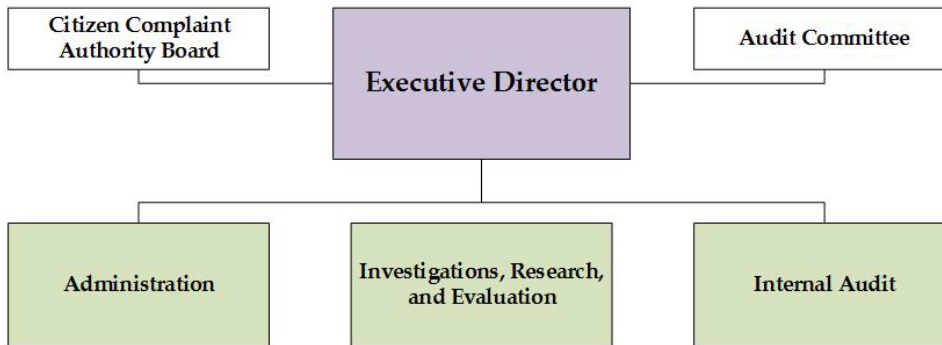 Citizen Complaint
Authority Board
Executive Director
Audit Committee
Administration
Investigations, Research,
and Evaluation
Internal Audit